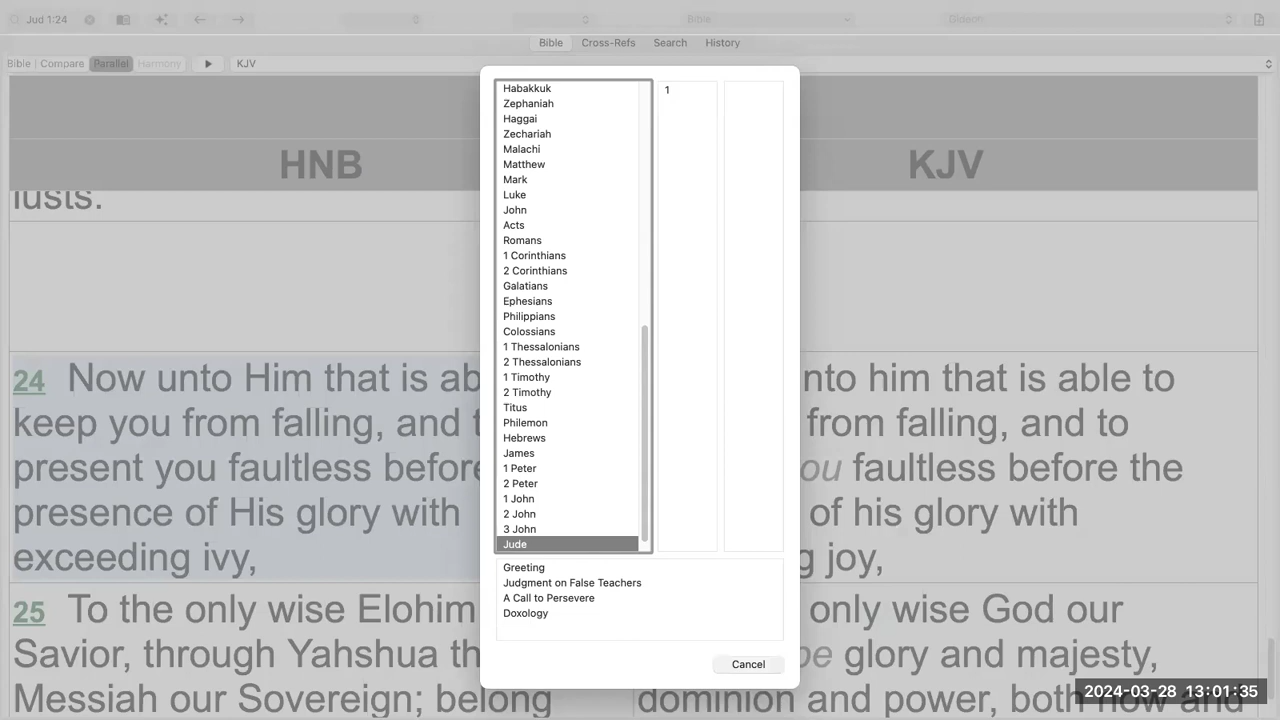 Jud 1:24
Bible
Gideon
Bible Cross-Refs Search History
Bible Compare Parallel Harmony KJV
HNB KJV
lusts.
24 Now unto Him that is ab
keep you from falling, and t
present you faultless before
presence of His glory with
exceeding ivy,
25 To the only wise Elohim
Savior, through Yahshua th
Messiah our Sovereign; belong
Habakkuk
Zephaniah
Haggai
Zechariah
Malachi
Matthew
Mark
Luke
John
Acts
Romans
1 Corinthians
2 Corinthians
Galatians
Ephesians
Philippians
Colossians
1 Thessalonians
2 Thessalonians
1 Timothy
2 Timothy
Titus
Philemon
Hebrews
James
1 Peter
2 Peter
1 John
2 John
3 John
Jude
1
Greeting
Judgment on False Teachers
A Call to Persevere
Doxology
Cancel
nto him that is able to
from falling, and to
ou faultless before the
of his glory with
g joy,
only wise God our
be glory and majesty,
dominion and power, both now and
2024-03-28 13:01:35